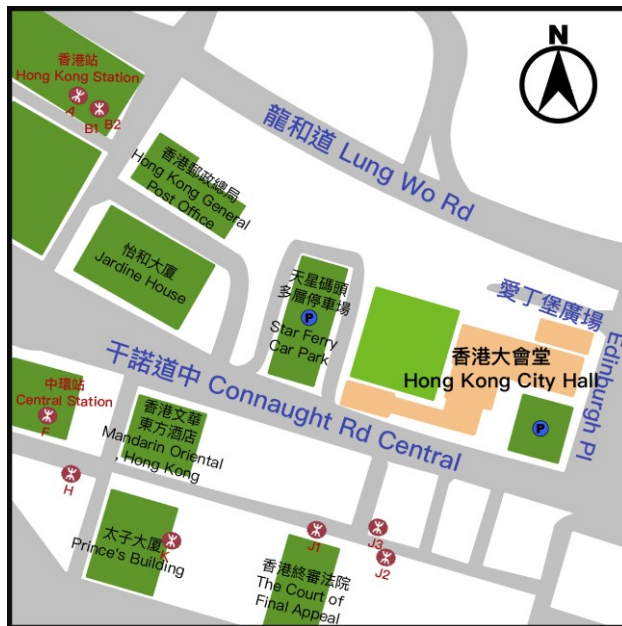 N
香港站
Hong Kong Station
A
B1
B2
龍和道 Lung Wo Rd
香港郵政總局
Hong Kong General
Post Office
怡和大廈
Jardine House
天星碼頭
多層停車場
P
Star Ferry
Car Park
愛丁堡廣場
Edinburgh Pl
香港大會堂
Hong Kong City Hall
P
干諾道中 Connaught Rd Central
中環站
Central Station
F
香港文華
東方酒店
Mandarin Oriental
, Hong Kong
H
太子大廈
Prince's Building
K
J1
J3
J2
香港終審法院
The Court of
Final Appeal